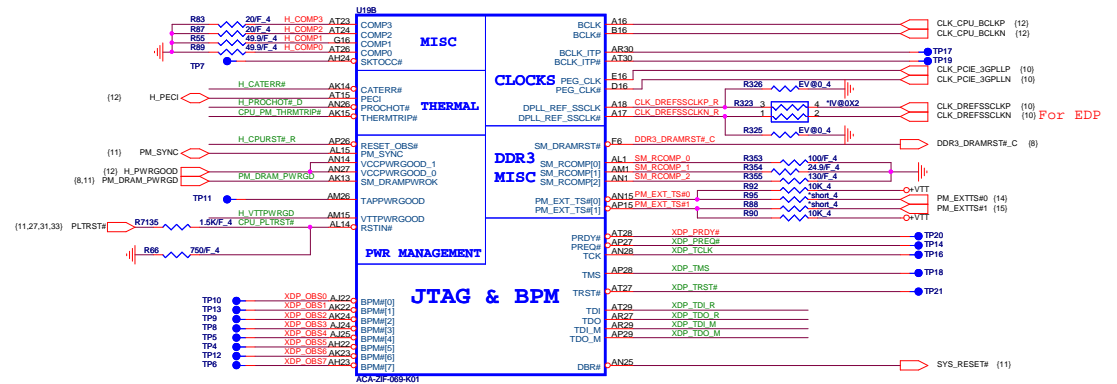 U19B
R83 20/F_4 H_COMP3 AT23 COMP3
R87 20/F_4 H_COMP2 AT24 COMP2
R55 49.9/F_4 H_COMP1 G16 COMP1
R89 49.9/F_4 H_COMP0 AT26 COMP0
TP7 AH24 SKTOCC#
MISC
H_CATERR# AK14 CATERR#
(12) H_PECI AT15 PECI
H_PROCHOT#_D AN26 PROCHOT#
CPU_PM_THRMTRIP# AK15 THERMTRIP#
THERMAL
H_CPURST#_R AP26 RESET_OBS#
(11) PM_SYNC AL15 PM_SYNC
AN14 VCCPWRGOOD_1
(12) H_PWRGOOD AN27 VCCPWRGOOD_0
(8,11) PM_DRAM_PWRGD PM_DRAM_PWRGD AK13 SM_DRAMPWROK
TP11 AM26 TAPPWRGOOD
H_VTTPWRGD AM15 VTTPWRGOOD
(11,27,31,33) PLTRST# R7135 1.5K/F_4 CPU_PLTRST# AL14 RSTIN#
R66 750/F_4
PWR MANAGEMENT
JTAG & BPM
TP10 XDP_OBS0 AJ22 BPM#[0]
TP13 XDP_OBS1 AK22 BPM#[1]
TP9 XDP_OBS2 AK24 BPM#[2]
TP8 XDP_OBS3 AJ24 BPM#[3]
TP5 XDP_OBS4 AJ25 BPM#[4]
TP4 XDP_OBS5 AH22 BPM#[5]
TP12 XDP_OBS6 AK23 BPM#[6]
TP6 XDP_OBS7 AH23 BPM#[7]
ACA-ZIF-069-K01
CLOCKS
BCLK A16 CLK_CPU_BCLKP (12)
BCLK# B16 CLK_CPU_BCLKN (12)
BCLK_ITP AR30 TP17
BCLK_ITP# AT30 TP19
PEG_CLK E16 CLK_PCIE_3GPLLP (10)
PEG_CLK# D16 CLK_PCIE_3GPLLN (10)
R326 EV@0_4
DPLL_REF_SSCLK A18 CLK_DREFSSCLKP_R R323 3 4 *IV@0X2 CLK_DREFSSCLKP (10)
DPLL_REF_SSCLK# A17 CLK_DREFSSCLKN_R 1 2 CLK_DREFSSCLKN (10) For EDP
R325 EV@0_4
DDR3
MISC
SM_DRAMRST# F6 DDR3_DRAMRST#_C (8)
SM_RCOMP[0] AL1 SM_RCOMP_0 R353 100/F_4
SM_RCOMP[1] AM1 SM_RCOMP_1 R354 24.9/F_4
SM_RCOMP[2] AN1 SM_RCOMP_2 R355 130/F_4
R92 10K_4 +VTT
PM_EXT_TS#[0] AN15 PM_EXT_TS#0 R95 *short_4 PM_EXTTS#0 (14)
PM_EXT_TS#[1] AP15 PM_EXT_TS#1 R88 *short_4 PM_EXTTS#1 (15)
R90 10K_4 +VTT
PRDY# AT28 XDP_PRDY# TP20
PREQ# AP27 XDP_PREQ# TP14
TCK AN28 XDP_TCLK TP16
TMS AP28 XDP_TMS TP18
TRST# AT27 XDP_TRST# TP21
TDI AT29 XDP_TDI_R
TDO AR27 XDP_TDO_R
TDI_M AR29 XDP_TDI_M
TDO_M AP29 XDP_TDO_M
DBR# AN25 SYS_RESET# (11)